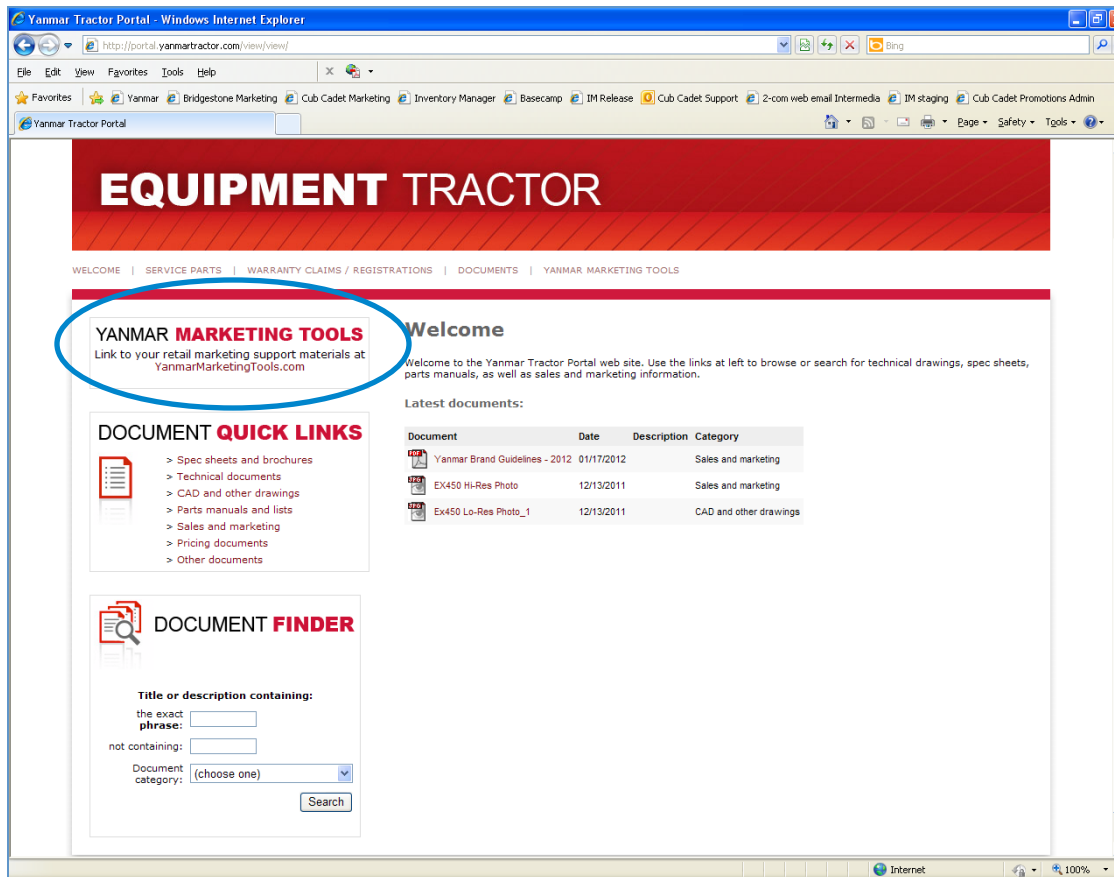 Yanmar Tractor Portal - Windows Internet Explorer
http://portal.yanmartractor.com/view/view/
Bing
File Edit View Favorites Tools Help
X
Favorites Yanmar Bridgestone Marketing Cub Cadet Marketing Inventory Manager Basecamp IM Release Cub Cadet Support 2-com web email Intermedia IM staging Cub Cadet Promotions Admin
Yanmar Tractor Portal
Page Safety Tools
EQUIPMENT TRACTOR
WELCOME | SERVICE PARTS | WARRANTY CLAIMS / REGISTRATIONS | DOCUMENTS | YANMAR MARKETING TOOLS
YANMAR MARKETING TOOLS
Link to your retail marketing support materials at
YanmarMarketingTools.com
DOCUMENT QUICK LINKS
> Spec sheets and brochures
> Technical documents
> CAD and other drawings
> Parts manuals and lists
> Sales and marketing
> Pricing documents
> Other documents
DOCUMENT FINDER
Title or description containing:
the exact
phrase:
not containing:
Document
category:
(choose one)
Search
Welcome
Welcome to the Yanmar Tractor Portal web site. Use the links at left to browse or search for technical drawings, spec sheets,
parts manuals, as well as sales and marketing information.
Latest documents:
Document Date Description Category
PDF Yanmar Brand Guidelines - 2012 01/17/2012 Sales and marketing
JPG EX450 Hi-Res Photo 12/13/2011 Sales and marketing
JPG Ex450 Lo-Res Photo_1 12/13/2011 CAD and other drawings
Internet 100%